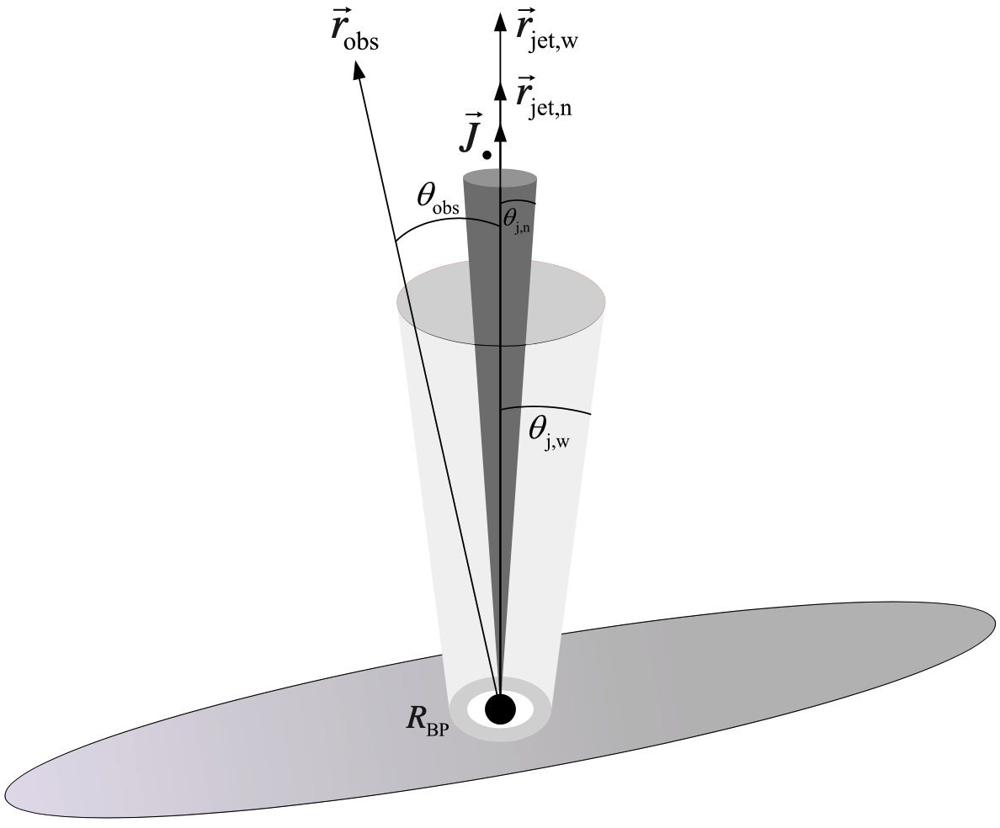 r⃗obs
r⃗jet,w
r⃗jet,n
J⃗•
θobs
θj,n
θj,w
RBP